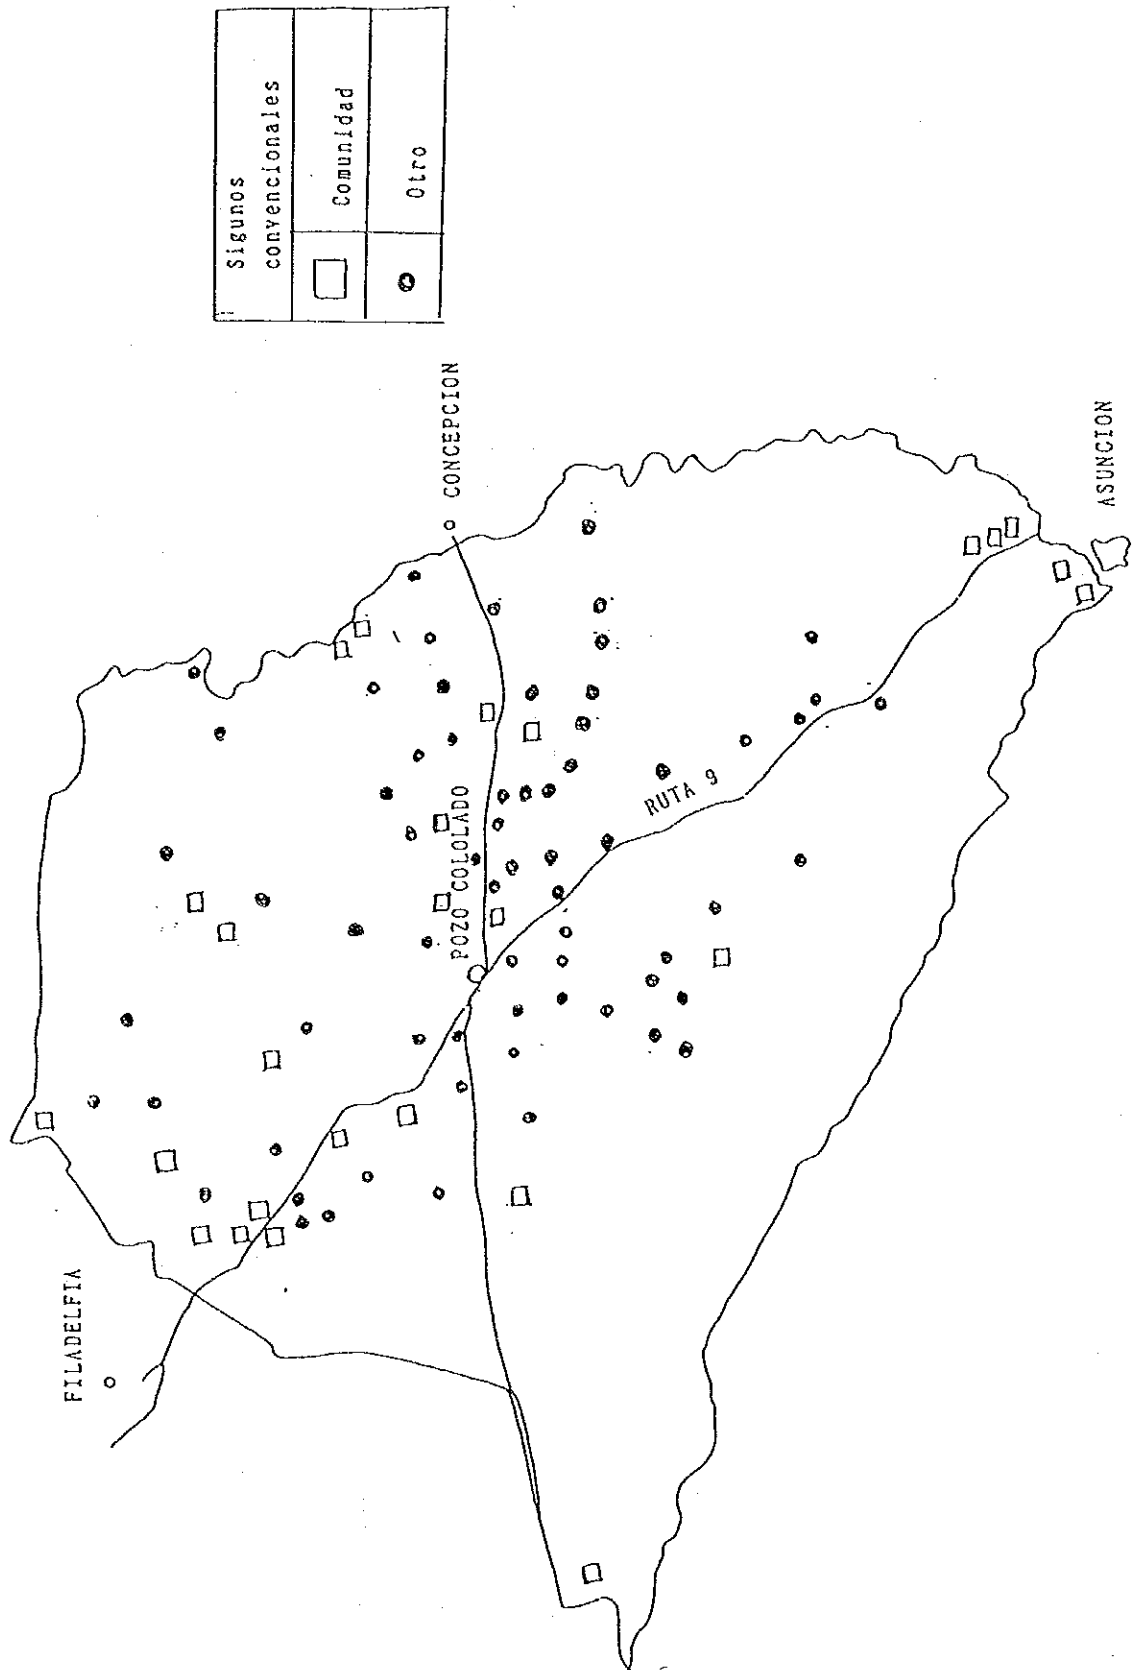 Sigunos
convencionales
Comunidad
Otro
CONCEPCION
FILADELFIA
POZO COLOLADO
RUTA 9
ASUNCION